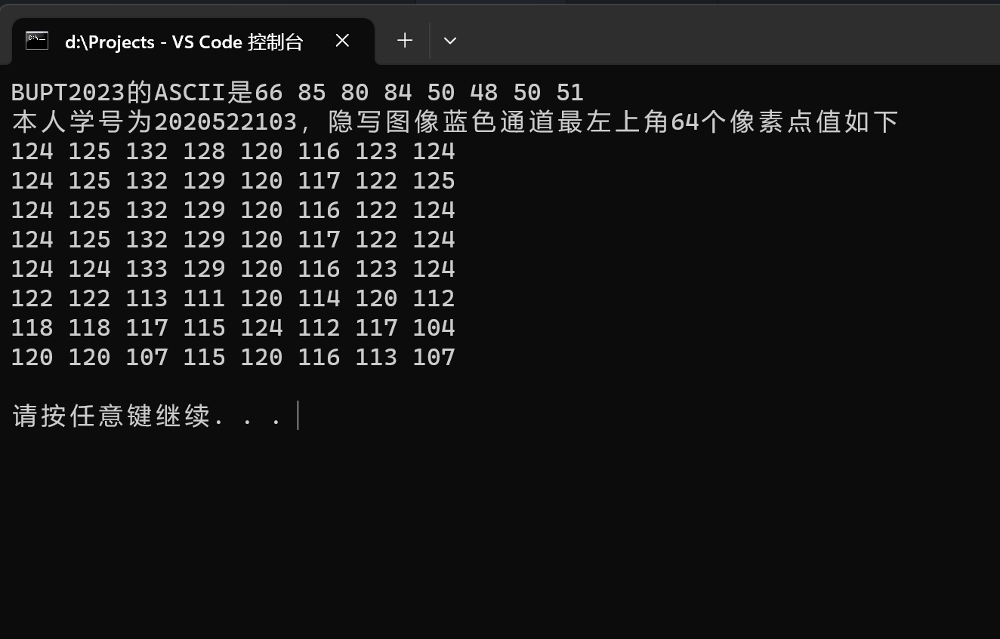 d:\Projects - VS Code 控制台
BUPT2023的ASCII是66 85 80 84 50 48 50 51
本人学号为2020522103，隐写图像蓝色通道最左上角64个像素点值如下
124 125 132 128 120 116 123 124
124 125 132 129 120 117 122 125
124 125 132 129 120 116 122 124
124 125 132 129 120 117 122 124
124 124 133 129 120 116 123 124
122 122 113 111 120 114 120 112
118 118 117 115 124 112 117 104
120 120 107 115 120 116 113 107
请按任意键继续. . .